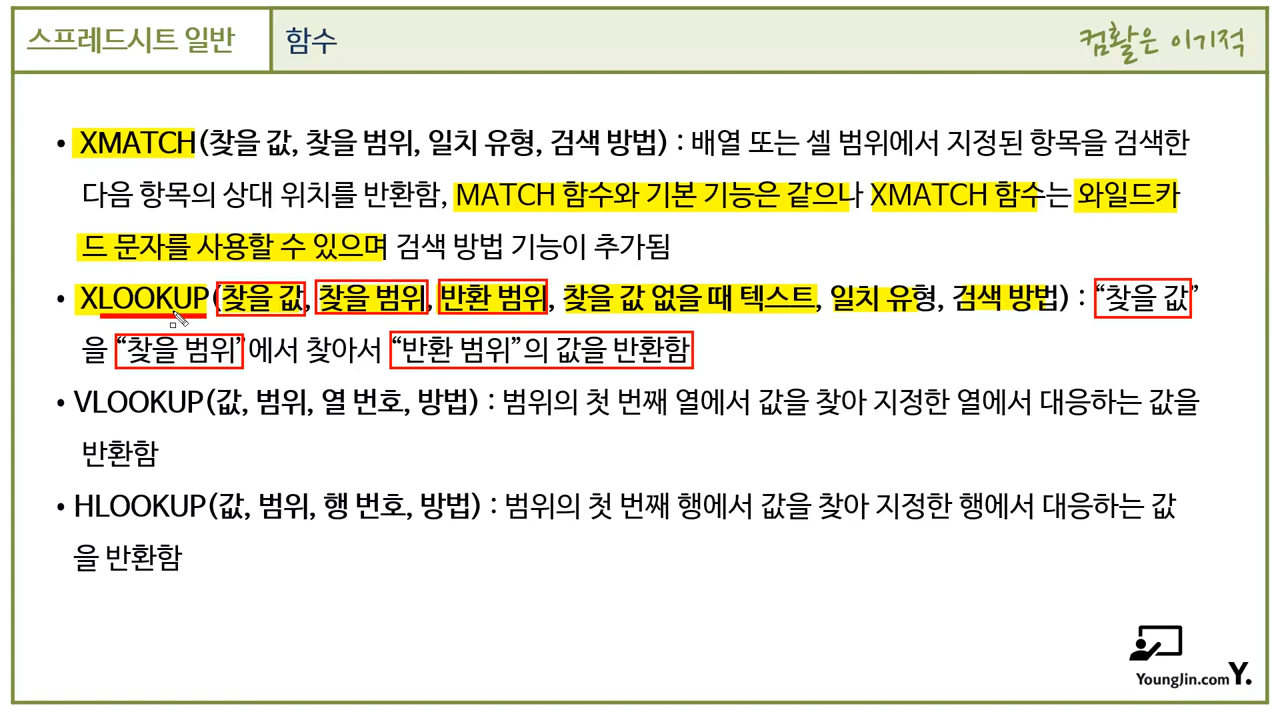 스프레드시트 일반
함수
컴활은 이기적
• XMATCH(찾을 값, 찾을 범위, 일치 유형, 검색 방법) : 배열 또는 셀 범위에서 지정된 항목을 검색한
다음 항목의 상대 위치를 반환함, MATCH 함수와 기본 기능은 같으나 XMATCH 함수는 와일드카
드 문자를 사용할 수 있으며 검색 방법 기능이 추가됨
• XLOOKUP(찾을 값, 찾을 범위, 반환 범위, 찾을 값 없을 때 텍스트, 일치 유형, 검색 방법) : “찾을 값”
을 “찾을 범위”에서 찾아서 “반환 범위”의 값을 반환함
• VLOOKUP(값, 범위, 열 번호, 방법) : 범위의 첫 번째 열에서 값을 찾아 지정한 열에서 대응하는 값을
반환함
• HLOOKUP(값, 범위, 행 번호, 방법) : 범위의 첫 번째 행에서 값을 찾아 지정한 행에서 대응하는 값
을 반환함
YoungJin.com Y.